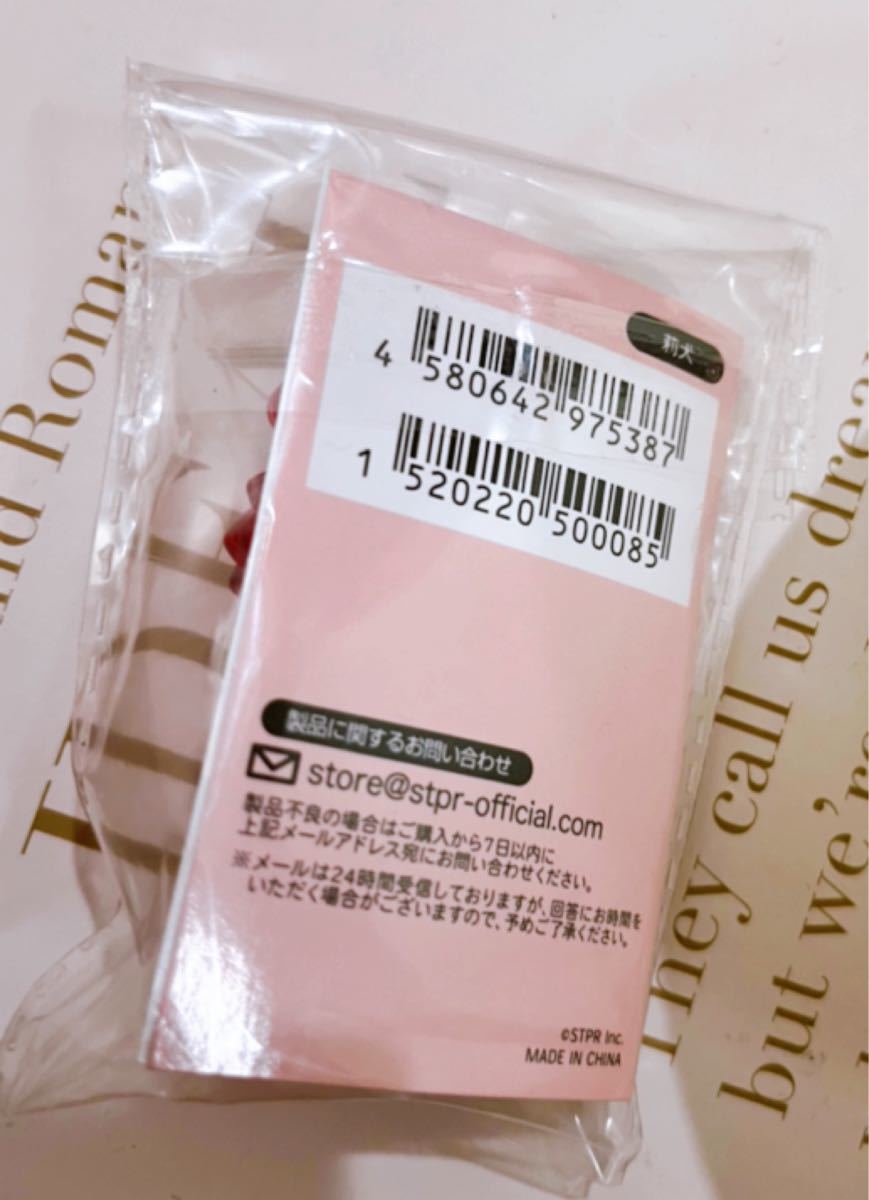 莉犬
4 580642 975387
1 520220 500085
製品に関するお問い合わせ
store@stpr-official.com
製品不良の場合はご購入から7日以内に
上記メールアドレス宛にお問い合わせください。
※メールは24時間受信しておりますが、回答にお時間を
いただく場合がございますので、予めご了承ください。
©STPR Inc.
MADE IN CHINA
They call us
but we're